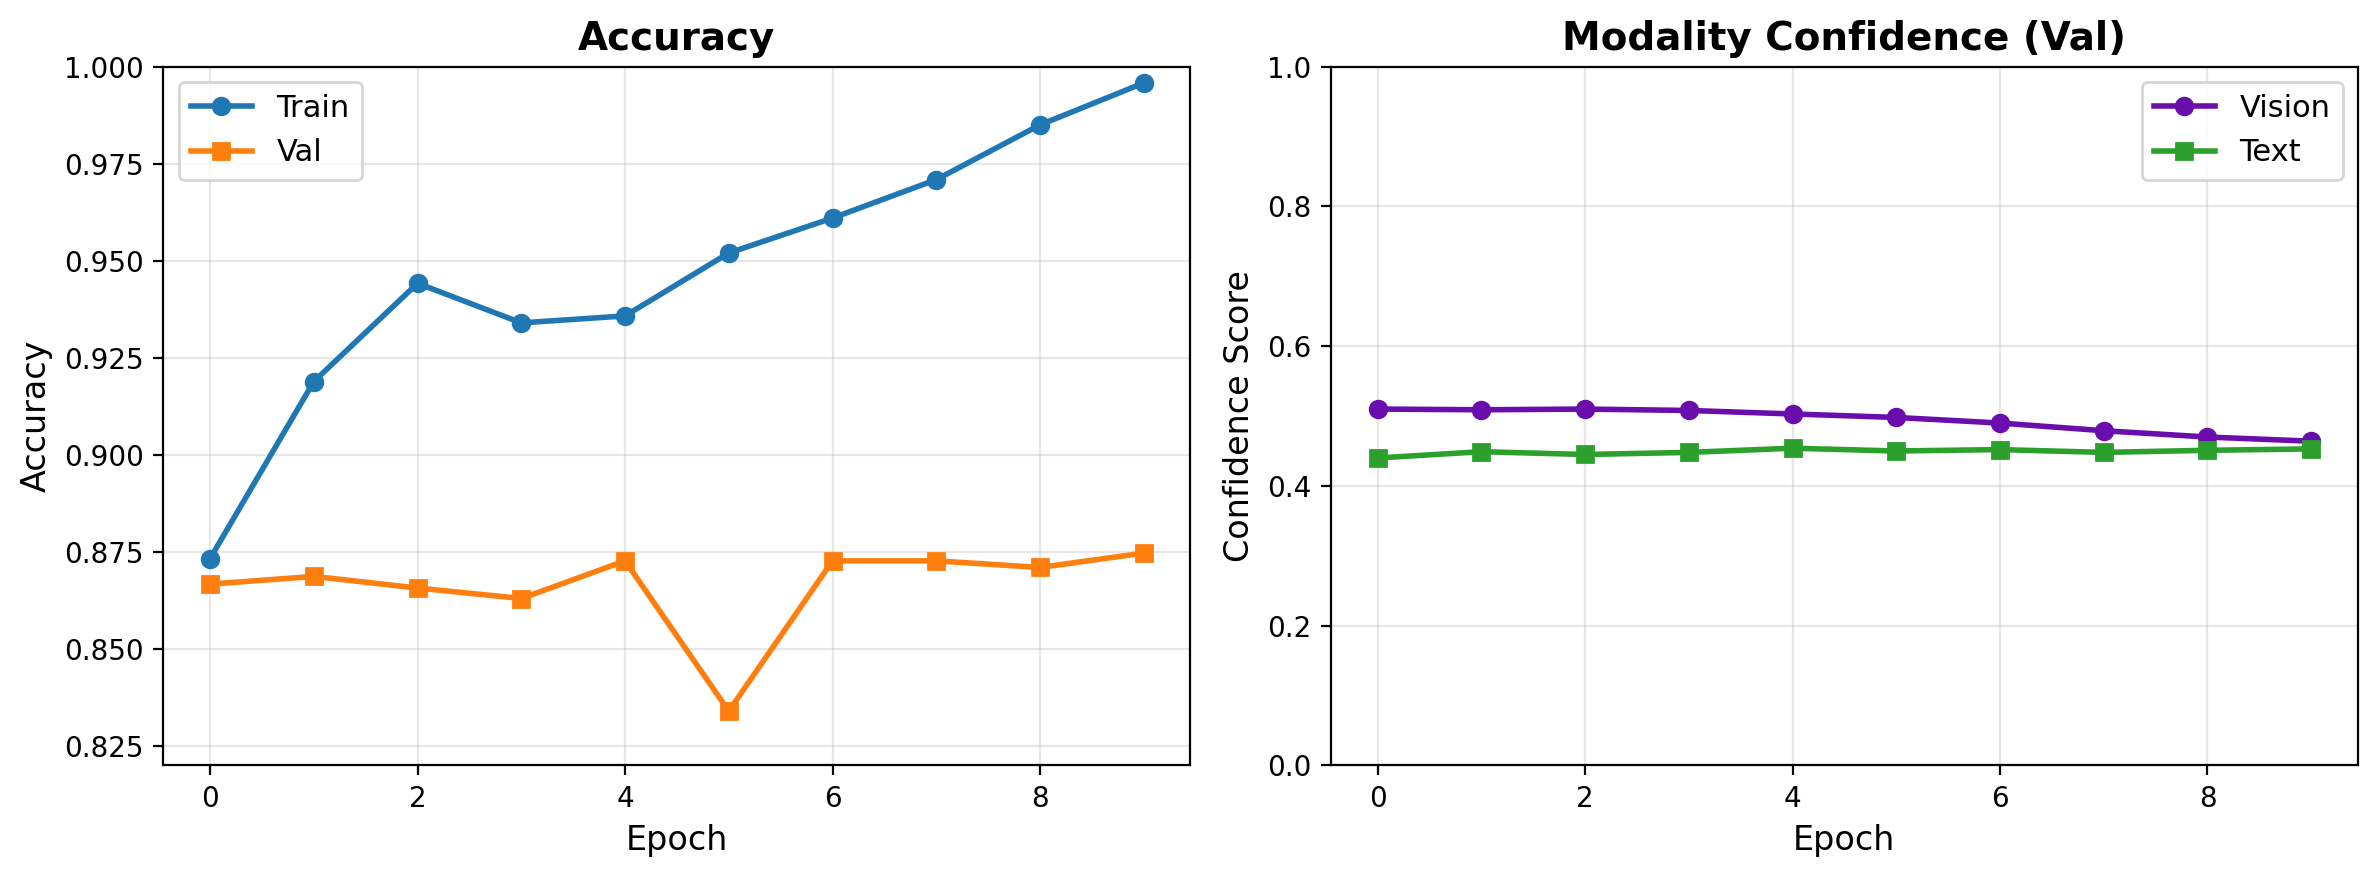 Accuracy
1.000
0.975
0.950
0.925
0.900
0.875
0.850
0.825
Accuracy
Train
Val
0
2
4
6
8
Epoch
Modality Confidence (Val)
1.0
0.8
0.6
0.4
0.2
0.0
Confidence Score
Vision
Text
0
2
4
6
8
Epoch